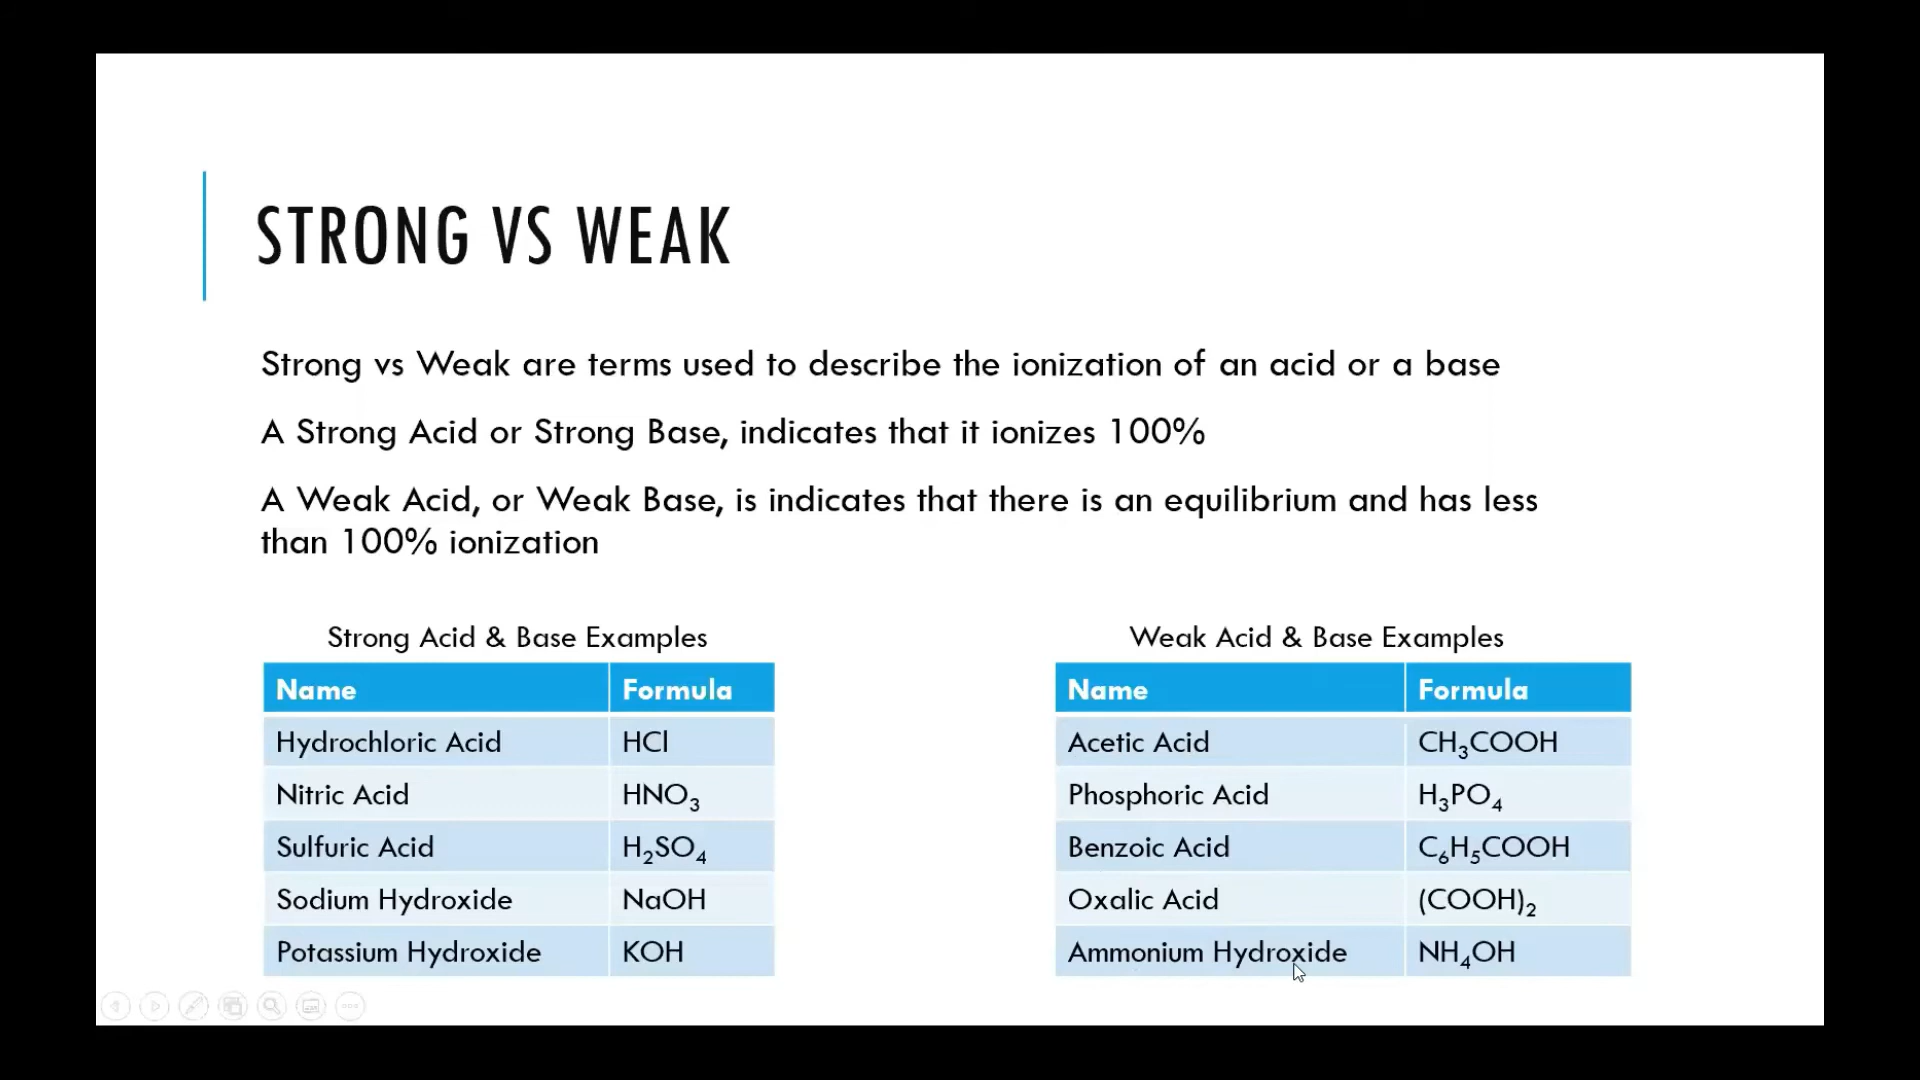 STRONG VS WEAK
Strong vs Weak are terms used to describe the ionization of an acid or a base
A Strong Acid or Strong Base, indicates that it ionizes 100%
A Weak Acid, or Weak Base, is indicates that there is an equilibrium and has less
than 100% ionization
Strong Acid & Base Examples
Name Formula
Hydrochloric Acid HCl
Nitric Acid HNO₃
Sulfuric Acid H₂SO₄
Sodium Hydroxide NaOH
Potassium Hydroxide KOH
Weak Acid & Base Examples
Name Formula
Acetic Acid CH₃COOH
Phosphoric Acid H₃PO₄
Benzoic Acid C₆H₅COOH
Oxalic Acid (COOH)₂
Ammonium Hydroxide NH₄OH